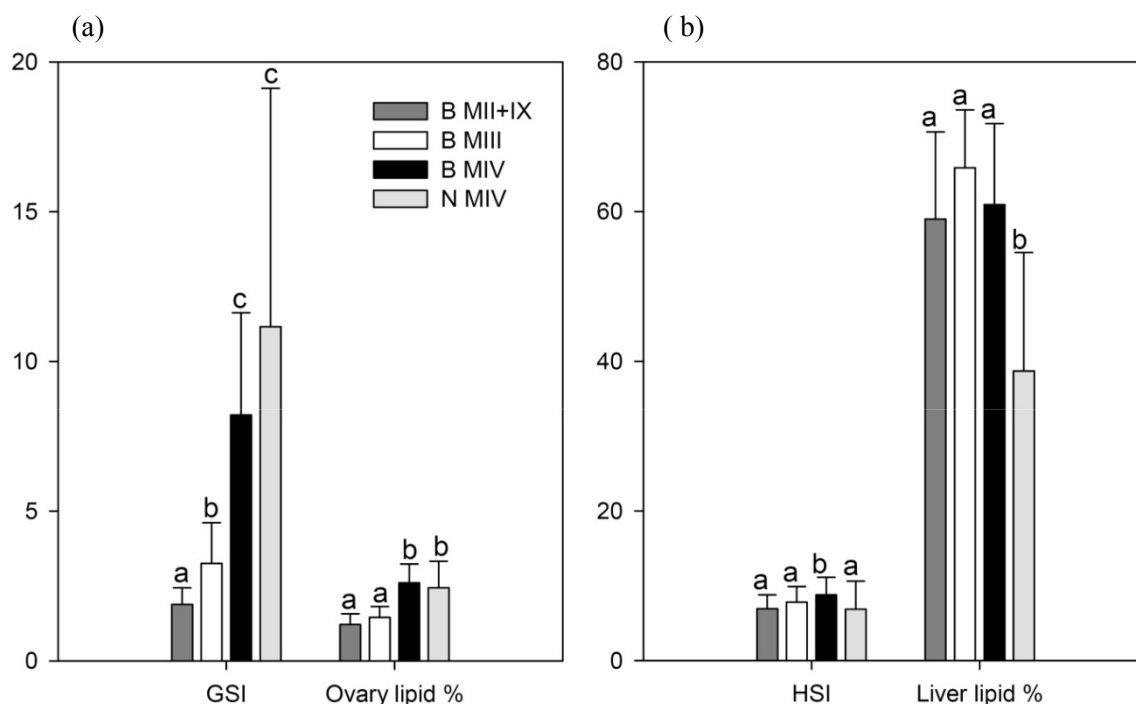 (a)
20
15
10
5
0
B MII+IX
B MIII
B MIV
N MIV
a
b
c
c
a
a
b
b
GSI
Ovary lipid %
( b)
80
60
40
20
0
a
a
b
a
a
a
a
b
HSI
Liver lipid %